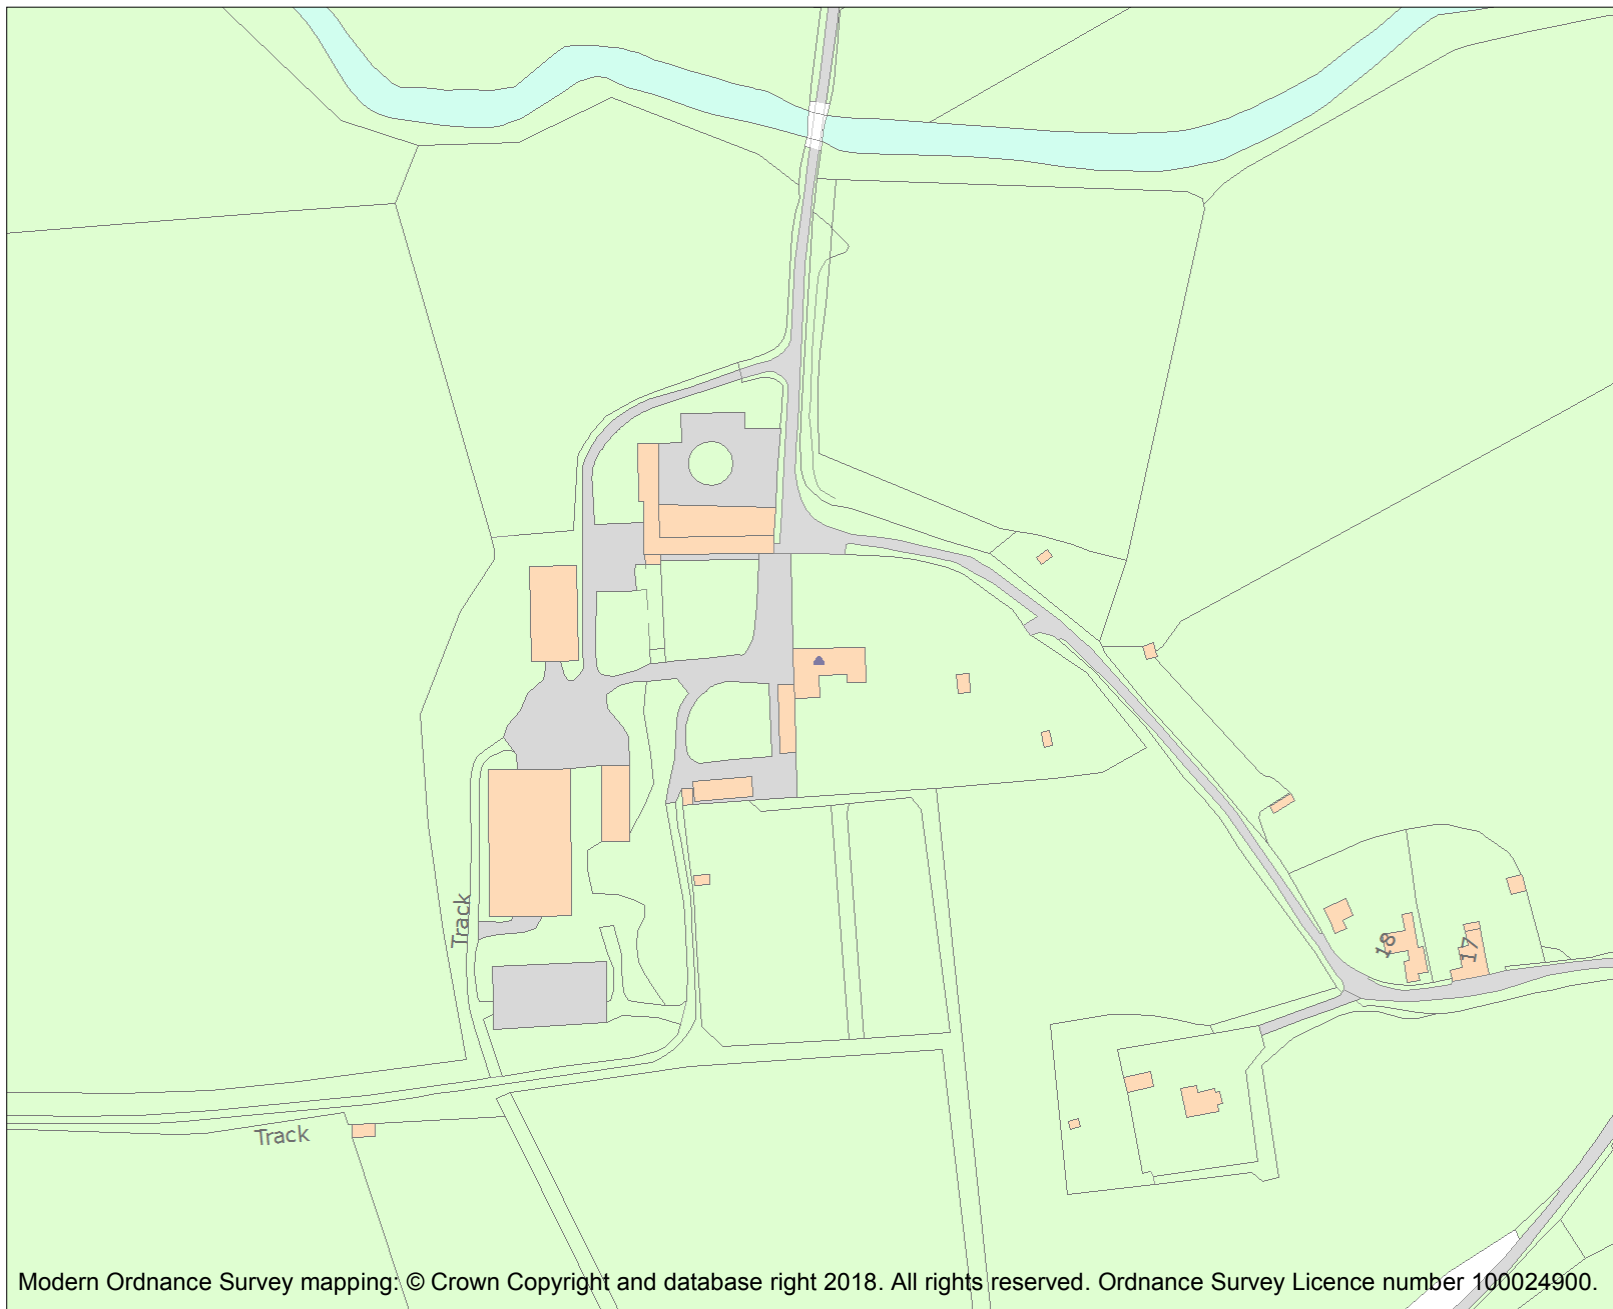 Track
18
17
Track
Modern Ordnance Survey mapping: © Crown Copyright and database right 2018. All rights reserved. Ordnance Survey Licence number 100024900.